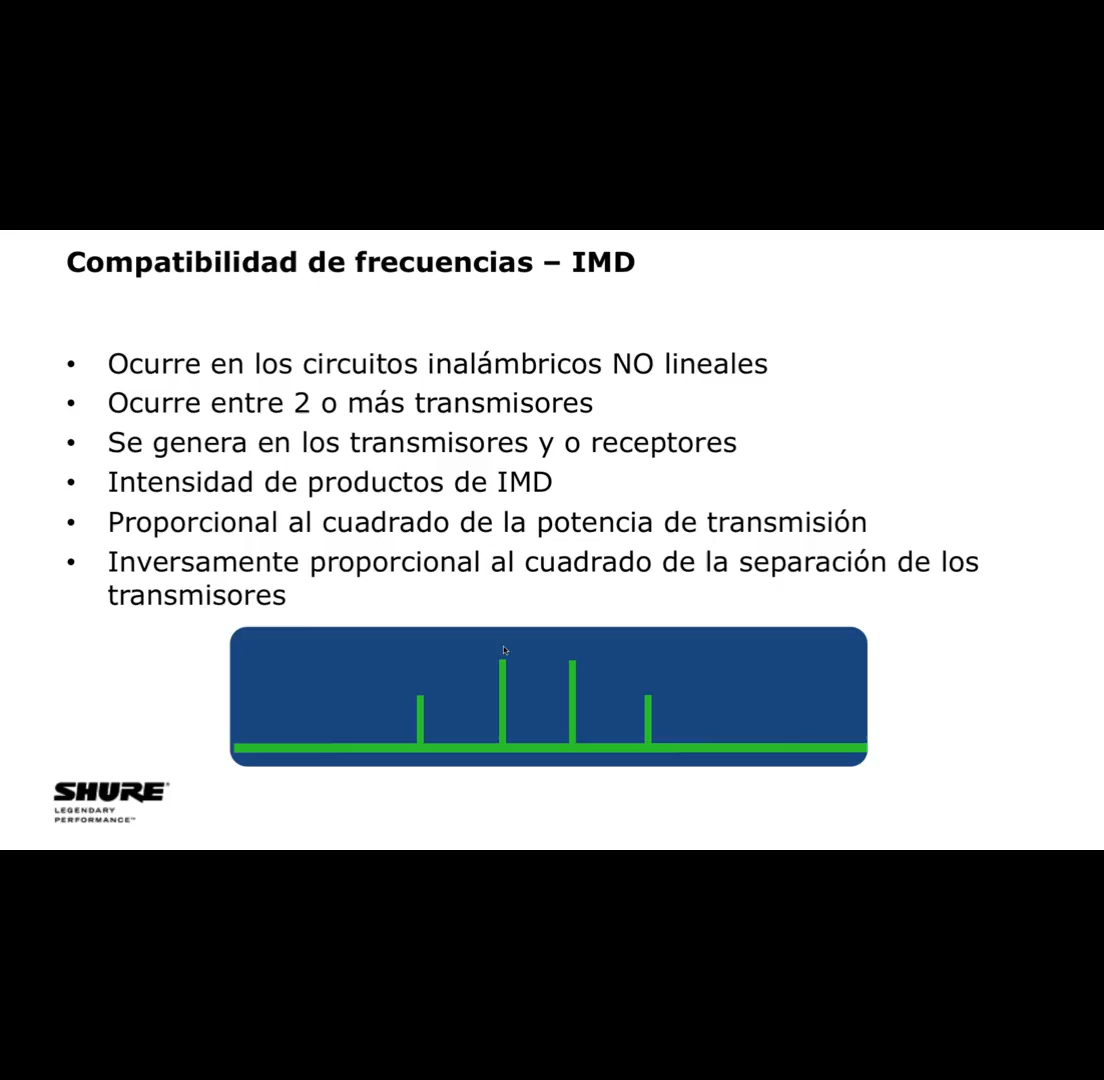 Compatibilidad de frecuencias – IMD
• Ocurre en los circuitos inalámbricos NO lineales
• Ocurre entre 2 o más transmisores
• Se genera en los transmisores y o receptores
• Intensidad de productos de IMD
• Proporcional al cuadrado de la potencia de transmisión
• Inversamente proporcional al cuadrado de la separación de los
transmisores
SHURE®
LEGENDARY
PERFORMANCE™